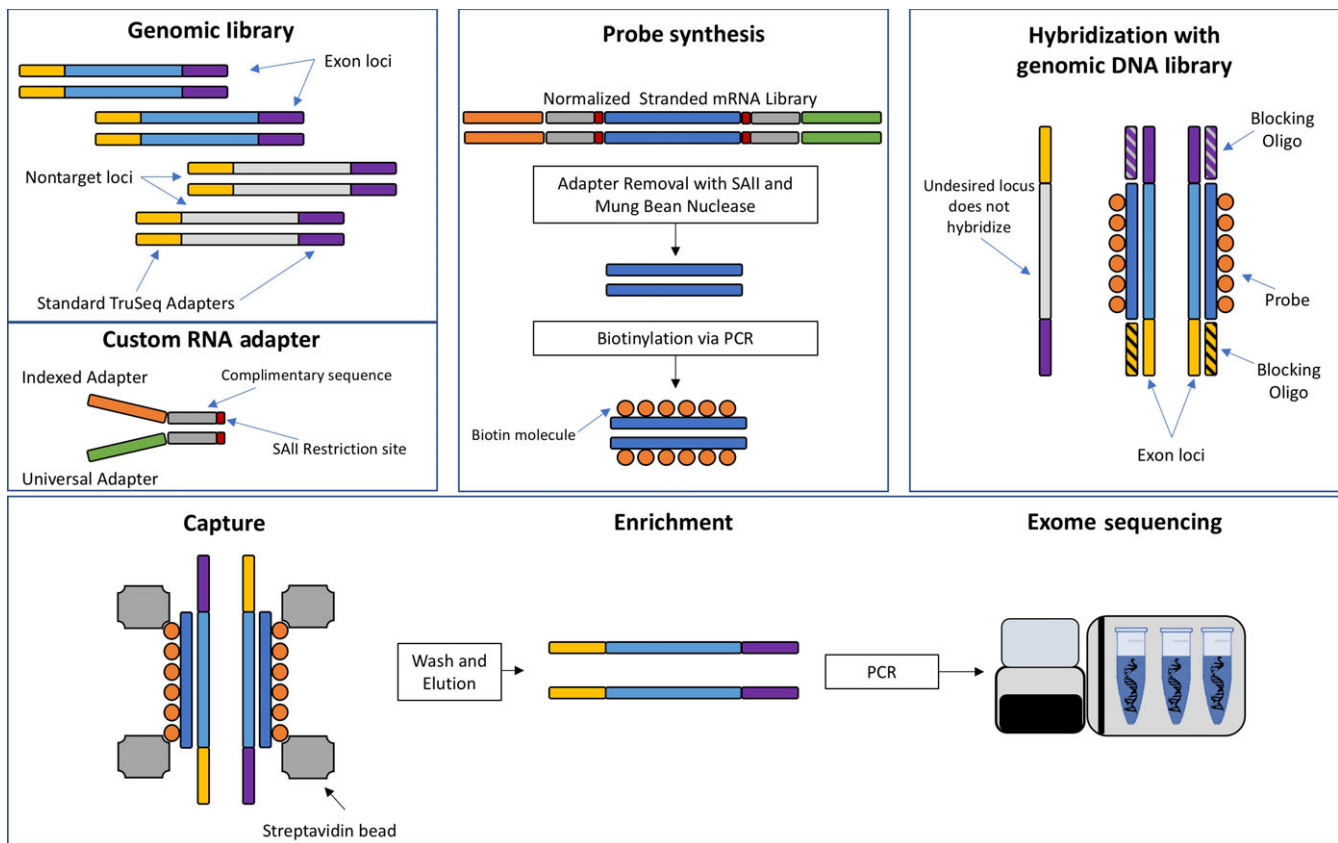 Genomic library
Exon loci
Nontarget loci
Standard TruSeq Adapters
Custom RNA adapter
Indexed Adapter
Complimentary sequence
SAlI Restriction site
Universal Adapter
Probe synthesis
Normalized Stranded mRNA Library
Adapter Removal with SAlI and
Mung Bean Nuclease
Biotinylation via PCR
Biotin molecule
Hybridization with
genomic DNA library
Blocking
Oligo
Undesired locus
does not
hybridize
Probe
Blocking
Oligo
Exon loci
Capture
Streptavidin bead
Enrichment
Wash and
Elution
PCR
Exome sequencing